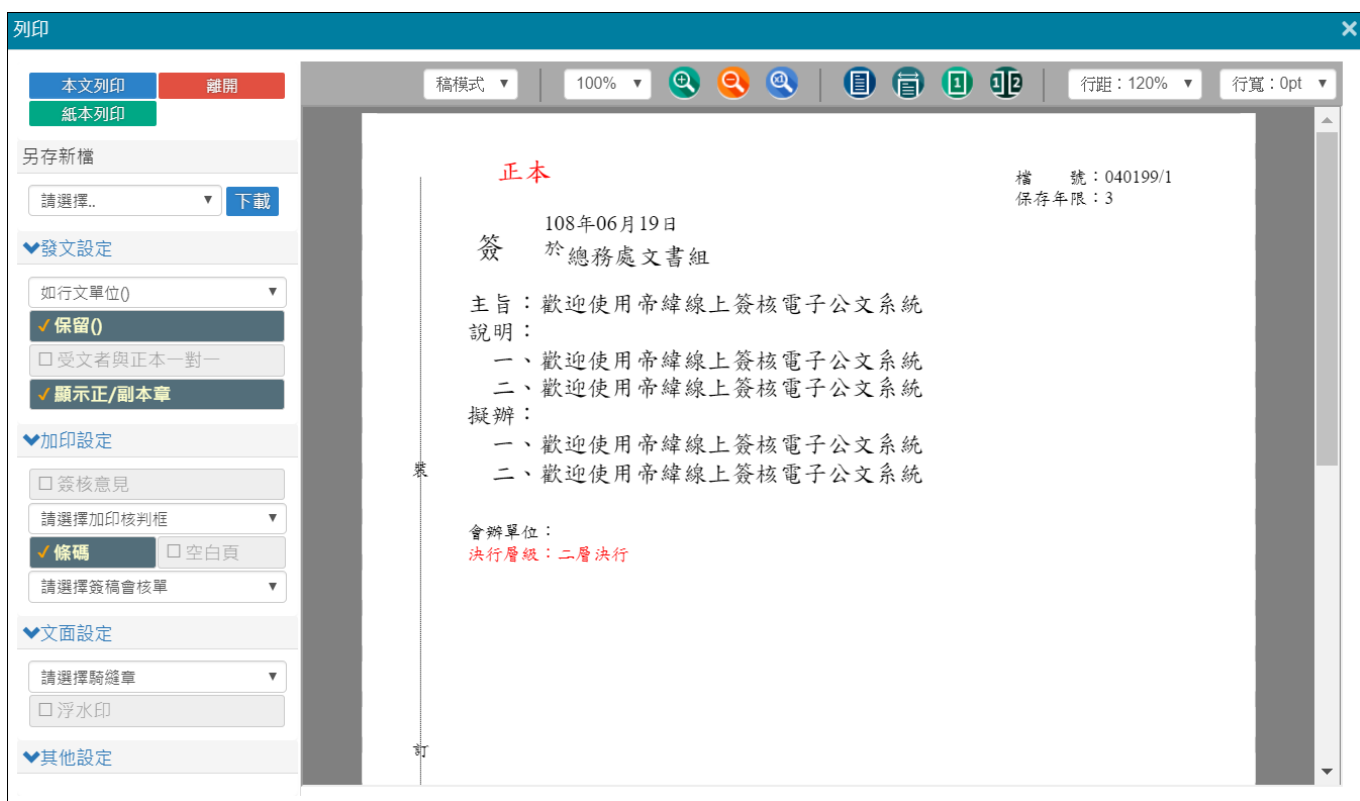 列印
本文列印 離開
紙本列印
另存新檔
請選擇.. 下載
發文設定
如行文單位()
保留()
受文者與正本一對一
顯示正/副本章
加印設定
簽核意見
請選擇加印核判框
條碼 空白頁
請選擇簽稿會核單
文面設定
請選擇騎縫章
浮水印
其他設定
稿模式 100% x1 1 1 2 行距：120% 行寬：0pt
正本
檔 號：040199/1
保存年限：3
108年06月19日
簽 於總務處文書組
主旨：歡迎使用帝緯線上簽核電子公文系統
說明：
一、歡迎使用帝緯線上簽核電子公文系統
二、歡迎使用帝緯線上簽核電子公文系統
擬辦：
一、歡迎使用帝緯線上簽核電子公文系統
二、歡迎使用帝緯線上簽核電子公文系統
裝
會辦單位：
決行層級：二層決行
訂